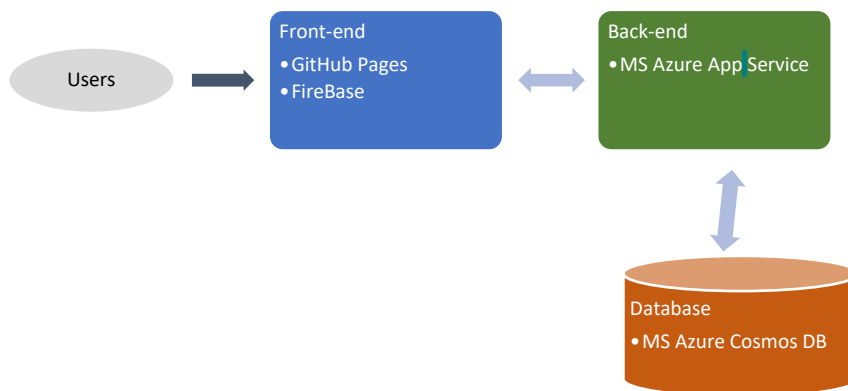 Users
Front-end
•GitHub Pages
•FireBase
Back-end
•MS Azure App Service
Database
•MS Azure Cosmos DB